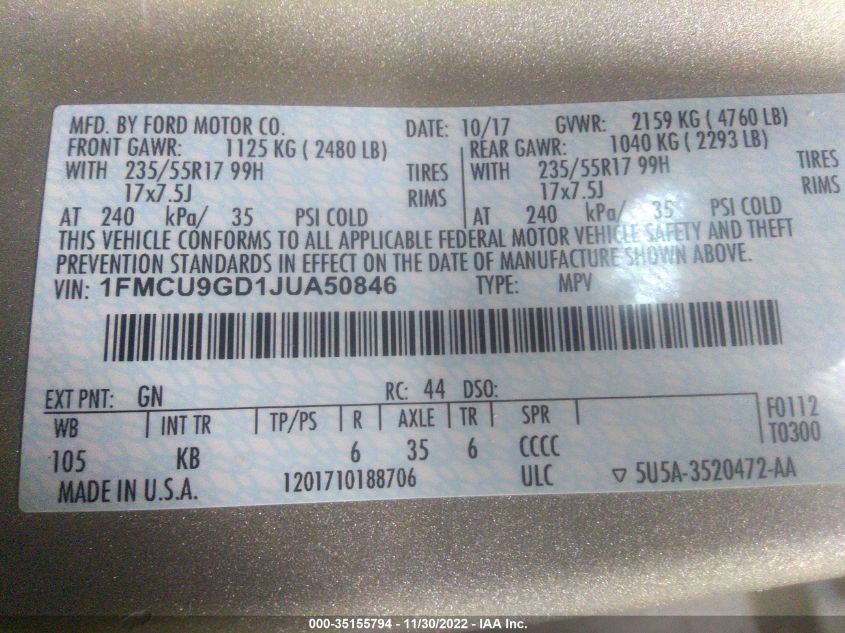 MFD. BY FORD MOTOR CO. DATE: 10/17 GVWR: 2159 KG ( 4760 LB)
FRONT GAWR: 1125 KG ( 2480 LB) REAR GAWR: 1040 KG ( 2293 LB)
WITH 235/55R17 99H TIRES WITH 235/55R17 99H TIRES
17x7.5J RIMS 17x7.5J RIMS
AT 240 kPa/ 35 PSI COLD AT 240 kPa/ 35 PSI COLD
THIS VEHICLE CONFORMS TO ALL APPLICABLE FEDERAL MOTOR VEHICLE SAFETY AND THEFT
PREVENTION STANDARDS IN EFFECT ON THE DATE OF MANUFACTURE SHOWN ABOVE.
VIN: 1FMCU9GD1JUA50846 TYPE: MPV
EXT PNT: GN RC: 44 DSO:
WB INT TR TP/PS R AXLE TR SPR F0112
T0300
105 KB 6 35 6 CCCC
MADE IN U.S.A. 1201710188706 ULC ▽ 5U5A-3520472-AA
000-35155794 - 11/30/2022 - IAA Inc.